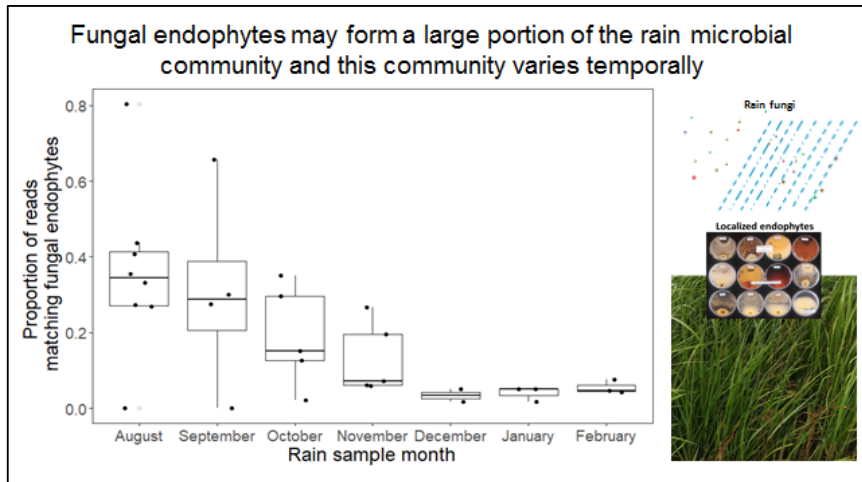 Fungal endophytes may form a large portion of the rain microbial
community and this community varies temporally
Proportion of reads
matching fungal endophytes
0.8
0.6
0.4
0.2
0.0
August September October November December January February
Rain sample month
Rain fungi
Localized endophytes